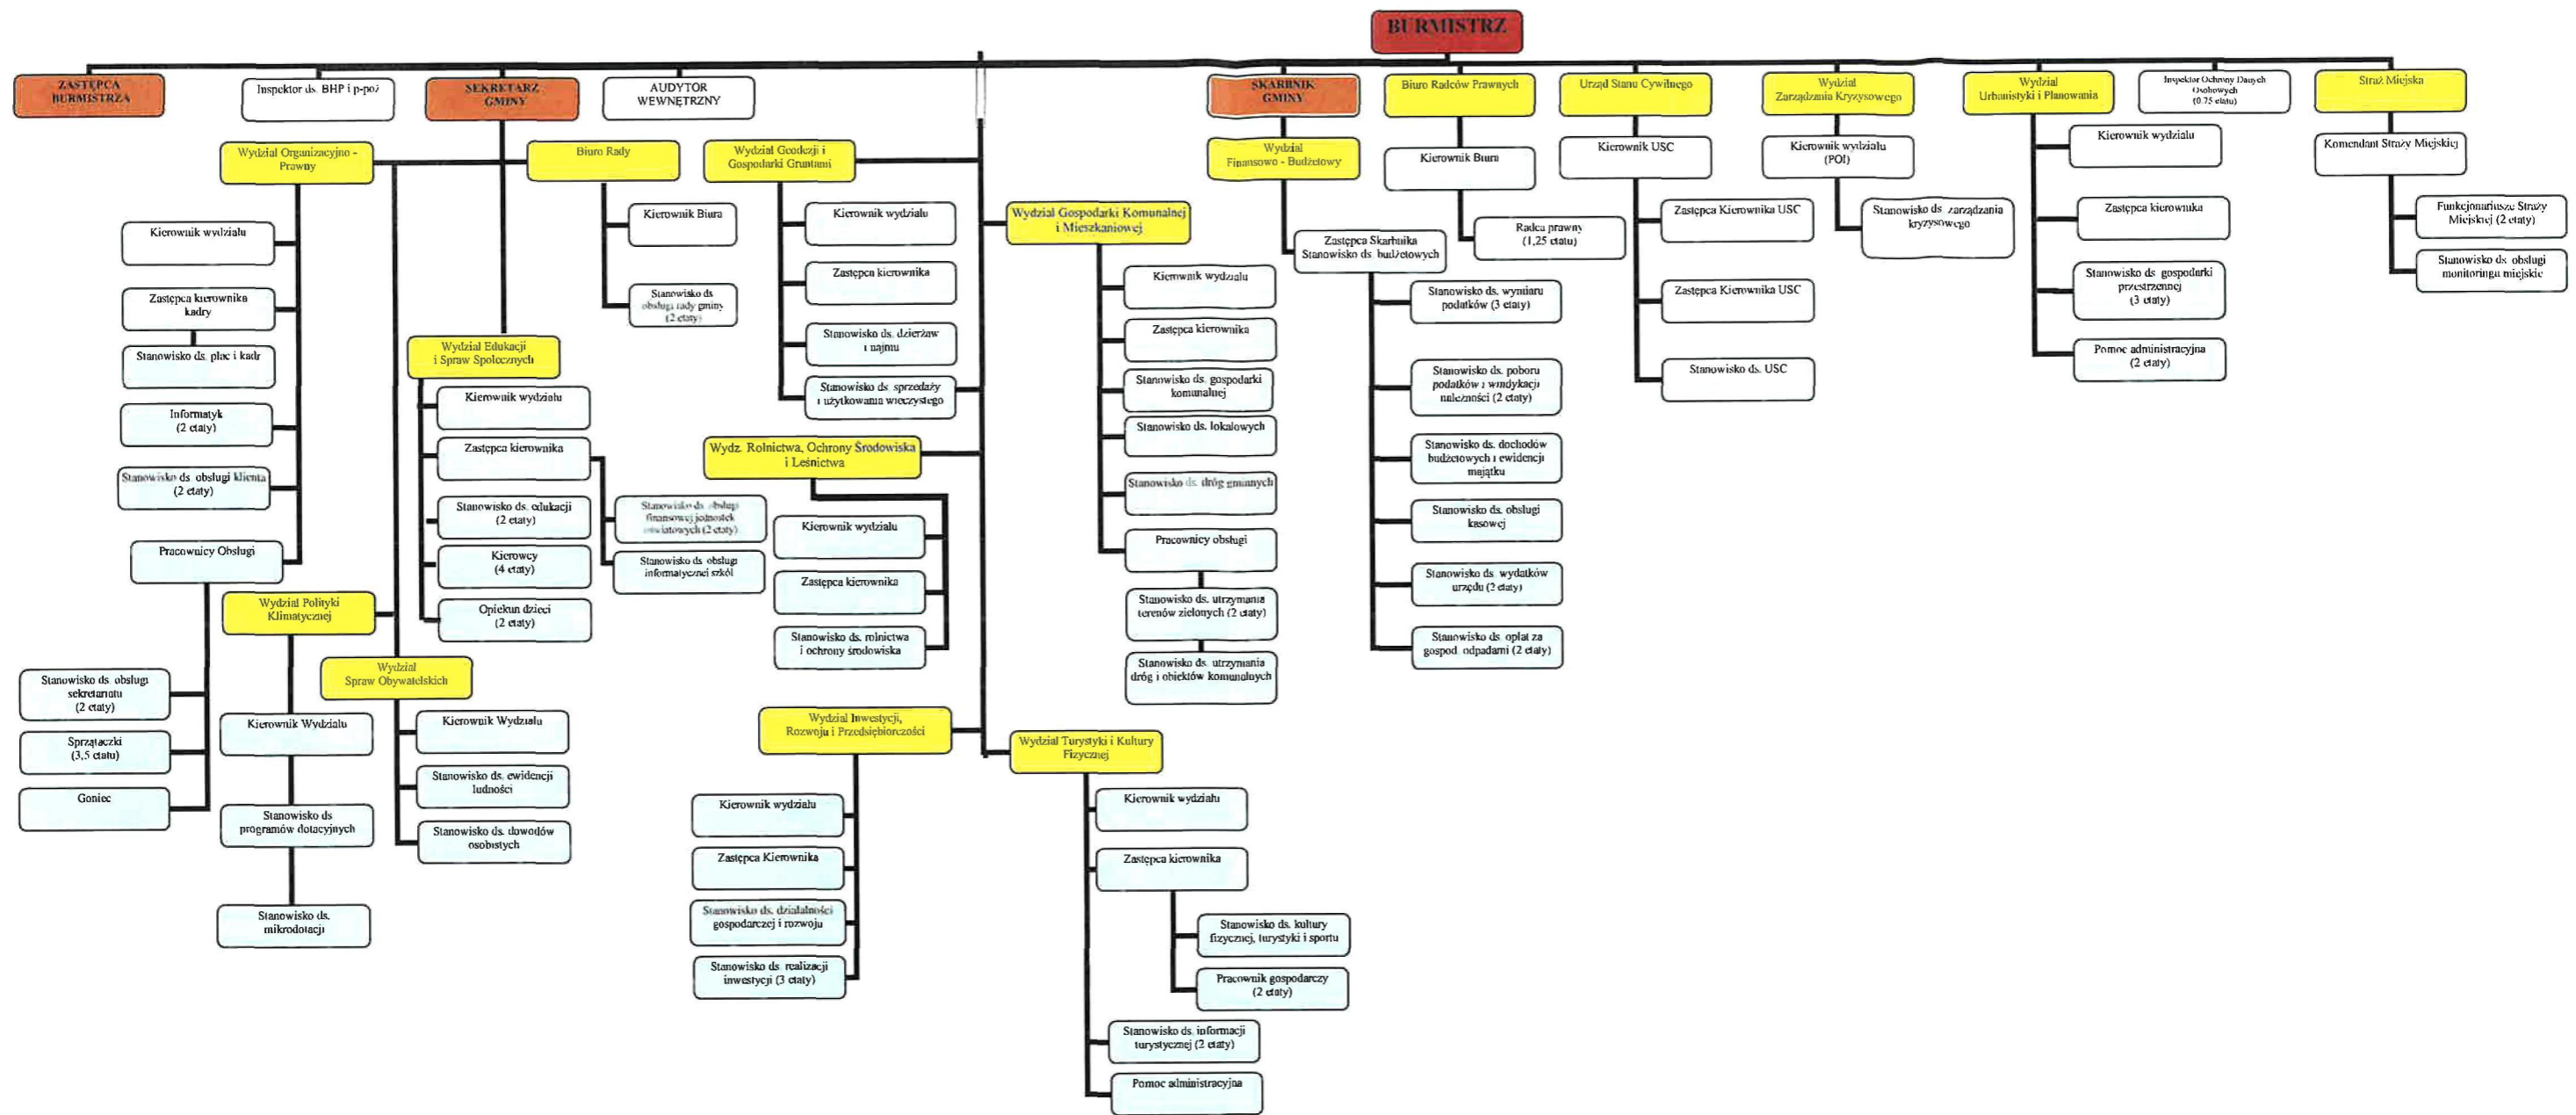 BURMISTRZ
ZASTĘPCA
BURMISTRZA
Inspektor ds. BHP i p-poż
SEKRETARZ
GMINY
AUDYTOR
WEWNĘTRZNY
SKARBNIK
GMINY
Biuro Radców Prawnych
Urząd Stanu Cywilnego
Wydział
Zarządzania Kryzysowego
Wydział
Urbanistyki i Planowania
Inspektor Ochrony Danych
Osobowych
(0.75 etatu)
Straż Miejska
Wydział Organizacyjno -
Prawny
Kierownik wydziału
Zastępca kierownika
kadry
Stanowisko ds. płac i kadr
Informatyk
(2 etaty)
Stanowisko ds. obsługi klienta
(2 etaty)
Pracownicy Obsługi
Stanowisko ds. obsługi
sekretariatu
(2 etaty)
Sprzątaczki
(3,5 etatu)
Goniec
Wydział Polityki
Klimatycznej
Kierownik Wydziału
Stanowisko ds
programów dotacyjnych
Stanowisko ds.
mikrodotacji
Wydział
Spraw Obywatelskich
Kierownik Wydziału
Stanowisko ds. ewidencji
ludności
Stanowisko ds. dowodów
osobistych
Biuro Rady
Kierownik Biura
Stanowisko ds
obsługi rady gminy
(2 etaty)
Wydział Edukacji
i Spraw Społecznych
Kierownik wydziału
Zastępca kierownika
Stanowisko ds. edukacji
(2 etaty)
Kierowcy
(4 etaty)
Opiekun dzieci
(2 etaty)
Stanowisko ds. obsługi
finansowej jednostek
oświatowych (2 etaty)
Stanowisko ds obsługi
informatycznej szkół
Wydział Geodezji i
Gospodarki Gruntami
Kierownik wydziału
Zastępca kierownika
Stanowisko ds. dzierżaw
i najmu
Stanowisko ds. sprzedaży
i użytkowania wieczystego
Wydz. Rolnictwa, Ochrony Środowiska
i Leśnictwa
Kierownik wydziału
Zastępca kierownika
Stanowisko ds. rolnictwa
i ochrony środowiska
Wydział Inwestycji,
Rozwoju i Przedsiębiorczości
Kierownik wydziału
Zastępca Kierownika
Stanowisko ds. działalności
gospodarczej i rozwoju
Stanowisko ds. realizacji
inwestycji (3 etaty)
Wydział Gospodarki Komunalnej
i Mieszkaniowej
Kierownik wydziału
Zastępca kierownika
Stanowisko ds. gospodarki
komunalnej
Stanowisko ds. lokalowych
Stanowisko ds. dróg gminnych
Pracownicy obsługi
Stanowisko ds. utrzymania
terenów zielonych (2 etaty)
Stanowisko ds. utrzymania
dróg i obiektów komunalnych
Wydział Turystyki i Kultury
Fizycznej
Kierownik wydziału
Zastępca kierownika
Stanowisko ds. kultury
fizycznej, turystyki i sportu
Pracownik gospodarczy
(2 etaty)
Stanowisko ds. informacji
turystycznej (2 etaty)
Pomoc administracyjna
Wydział
Finansowo - Budżetowy
Zastępca Skarbnika
Stanowisko ds. budżetowych
Stanowisko ds. wymiaru
podatków (3 etaty)
Stanowisko ds. poboru
podatków i windykacji
należności (2 etaty)
Stanowisko ds. dochodów
budżetowych i ewidencji
majątku
Stanowisko ds. obsługi
kasowej
Stanowisko ds. wydatków
urzędu (2 etaty)
Stanowisko ds. opłat za
gospod. odpadami (2 etaty)
Kierownik Biura
Radca prawny
(1,25 etatu)
Kierownik USC
Zastępca Kierownika USC
Zastępca Kierownika USC
Stanowisko ds. USC
Kierownik wydziału
(POI)
Stanowisko ds. zarządzania
kryzysowego
Kierownik wydziału
Zastępca kierownika
Stanowisko ds. gospodarki
przestrzennej
(3 etaty)
Pomoc administracyjna
(2 etaty)
Komendant Straży Miejskiej
Funkcjonariusze Straży
Miejskiej (2 etaty)
Stanowisko ds. obsługi
monitoringu miejskie